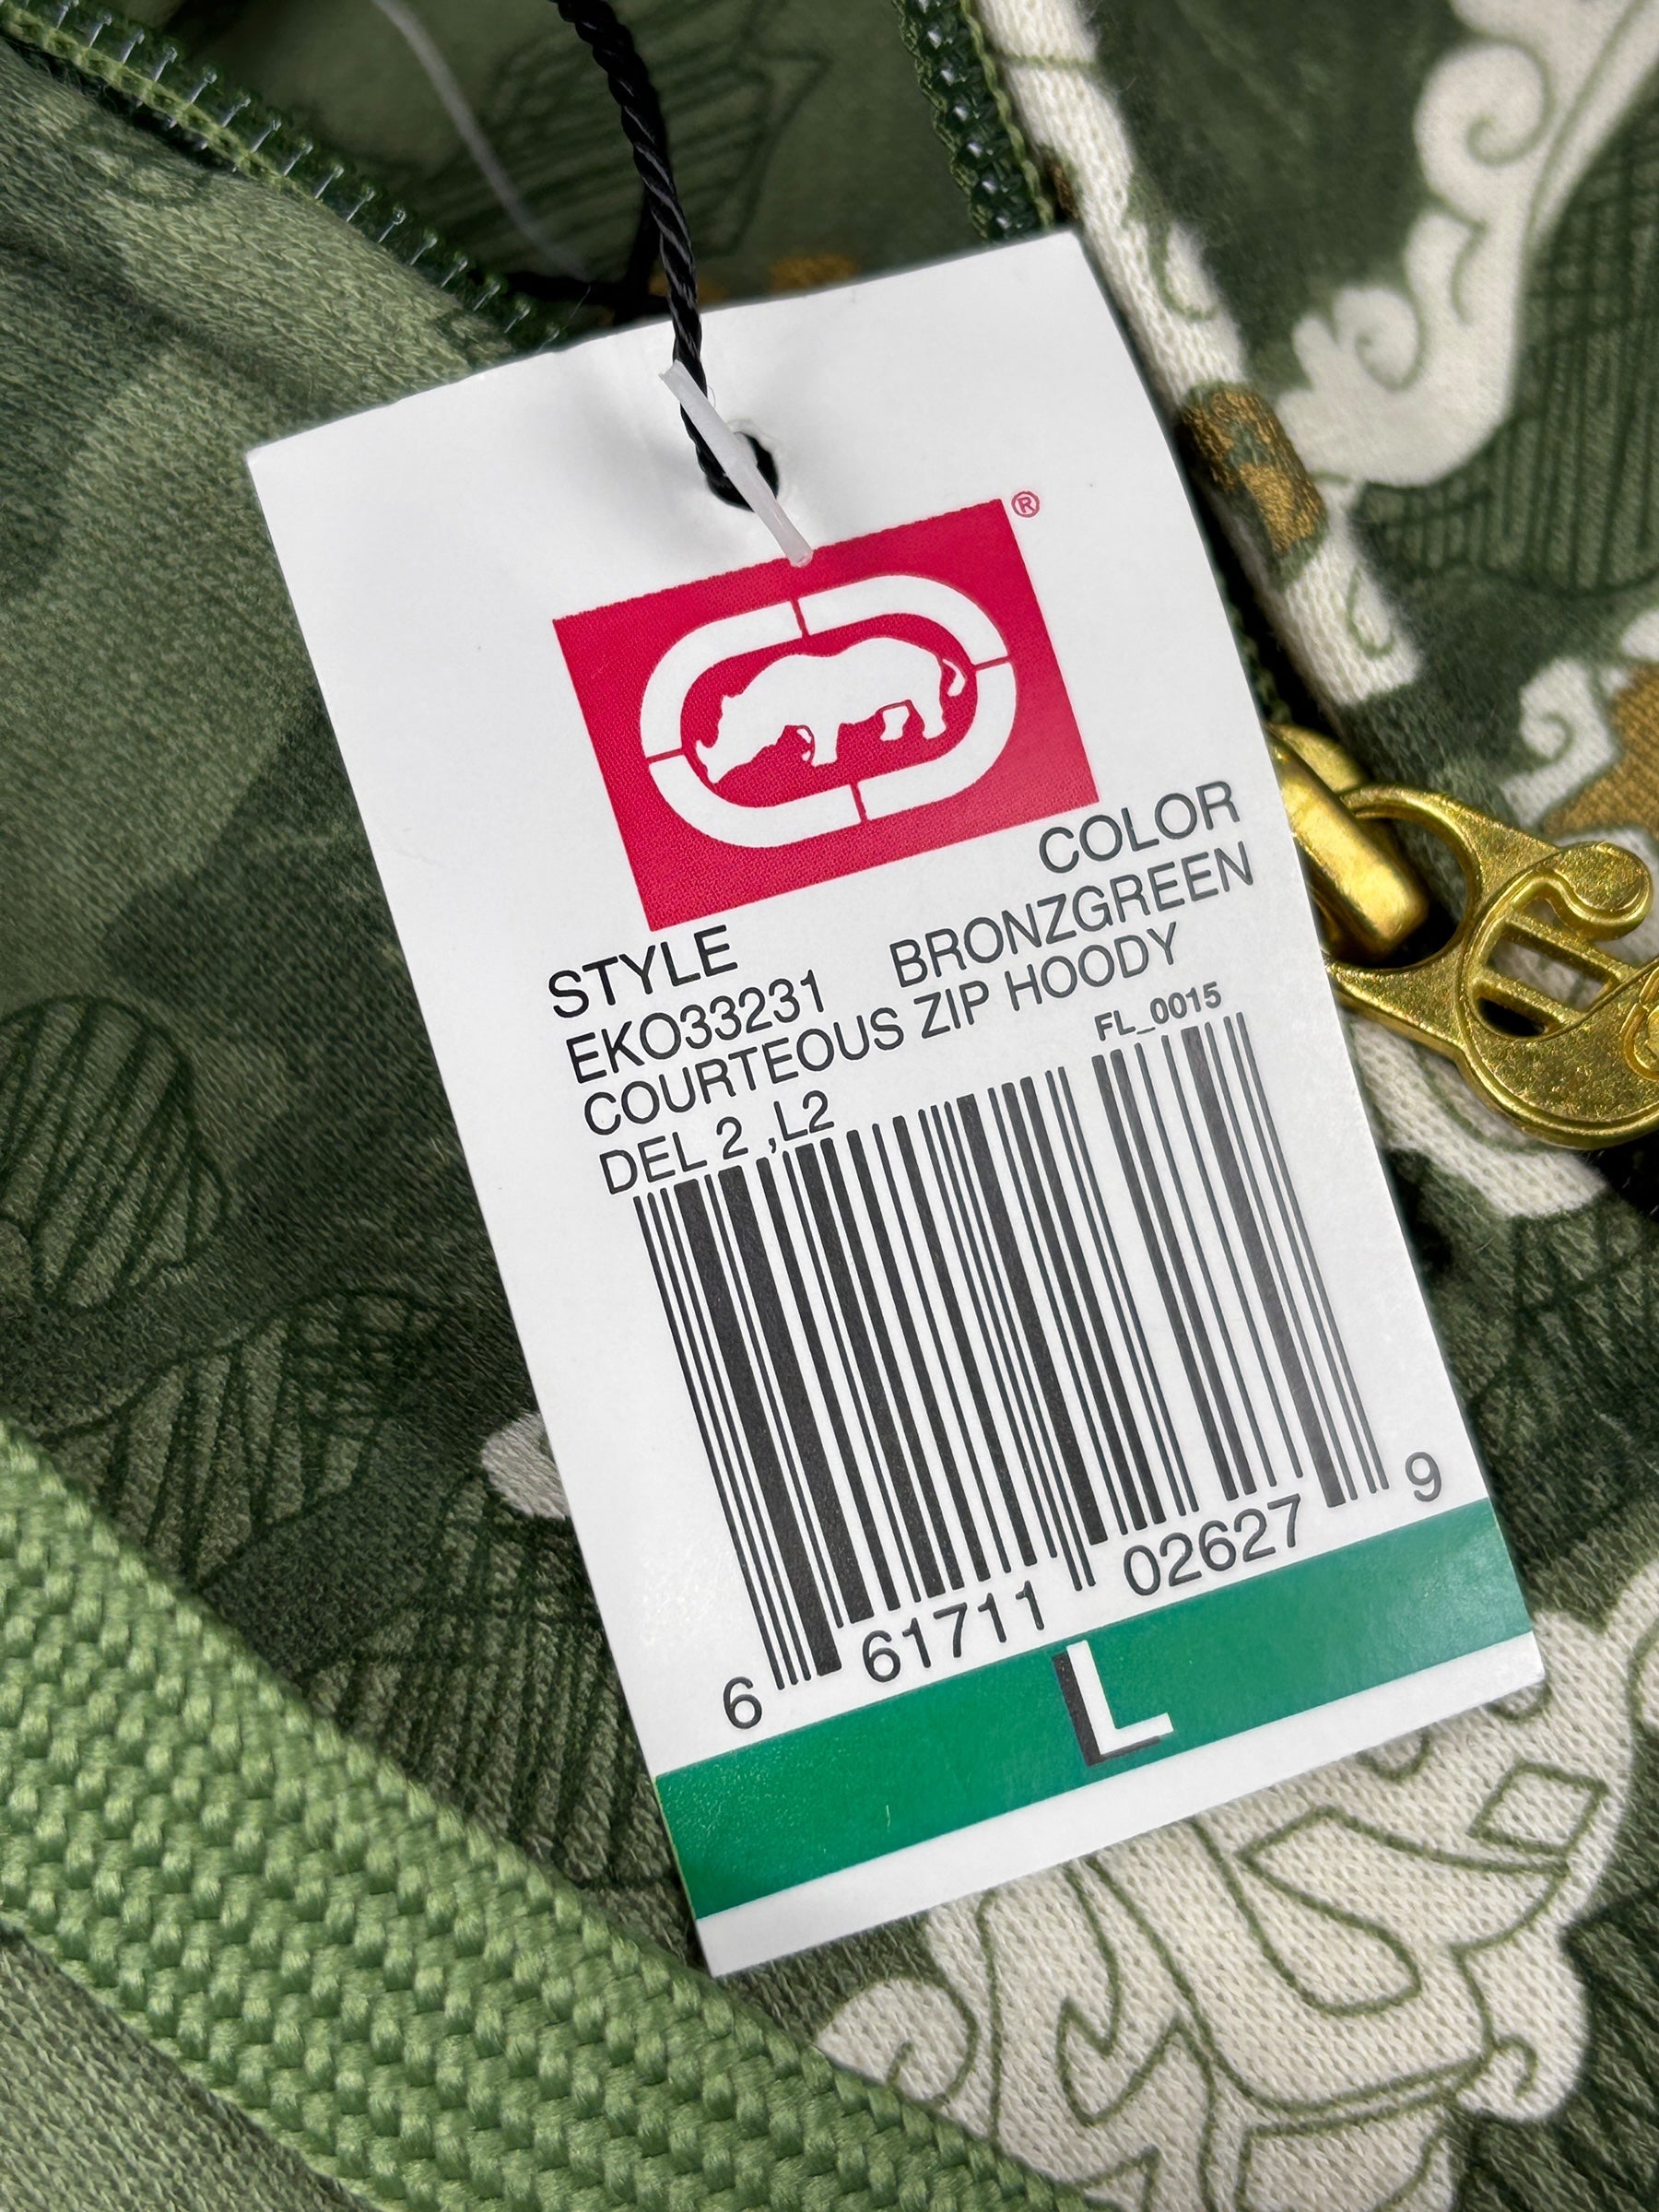 ®
STYLE COLOR
EKO33231 BRONZGREEN
COURTEOUS ZIP HOODY
DEL 2 ,L2 FL_0015
6 61711 02627 9
L